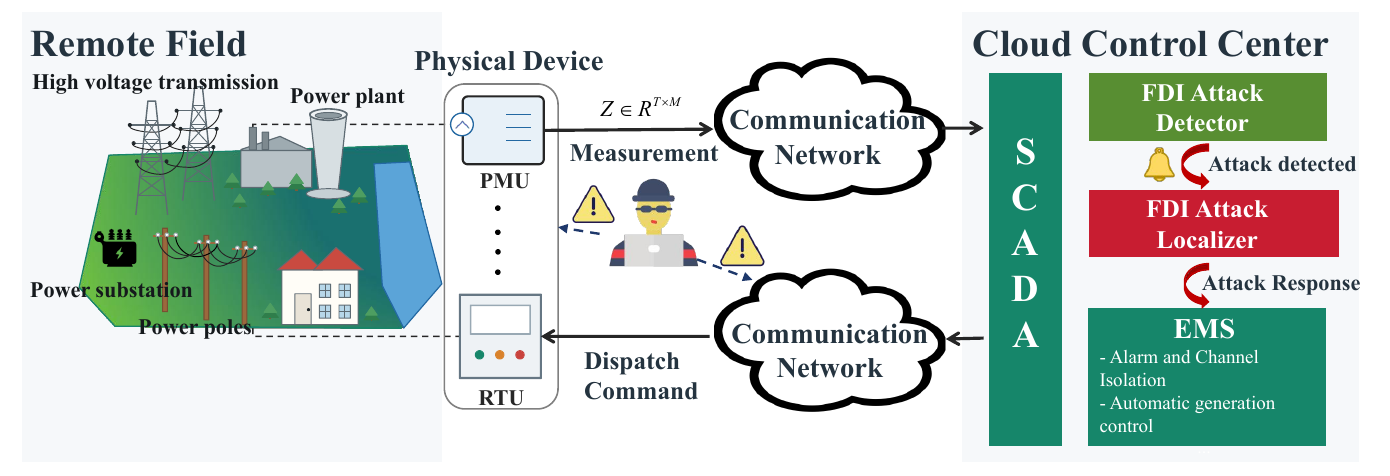 Remote Field
High voltage transmission
Power plant
Power substation
Power poles
Physical Device
PMU
RTU
Z ∈ R^{T×M}
Measurement
Communication
Network
Communication
Network
Dispatch
Command
Cloud Control Center
S
C
A
D
A
FDI Attack
Detector
Attack detected
FDI Attack
Localizer
Attack Response
EMS
- Alarm and Channel
Isolation
- Automatic generation
control